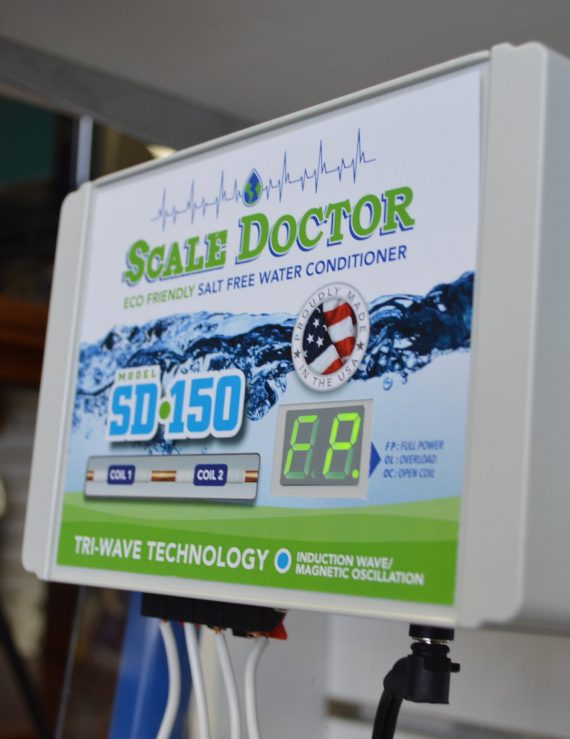 SCALE DOCTOR
ECO FRIENDLY SALT FREE WATER CONDITIONER
PROUDLY MADE
IN THE USA
MODEL
SD•150
FP.
FP : FULL POWER
OL : OVERLOAD
OC : OPEN COIL
COIL 1 COIL 2
TRI-WAVE TECHNOLOGY
INDUCTION WAVE/
MAGNETIC OSCILLATION